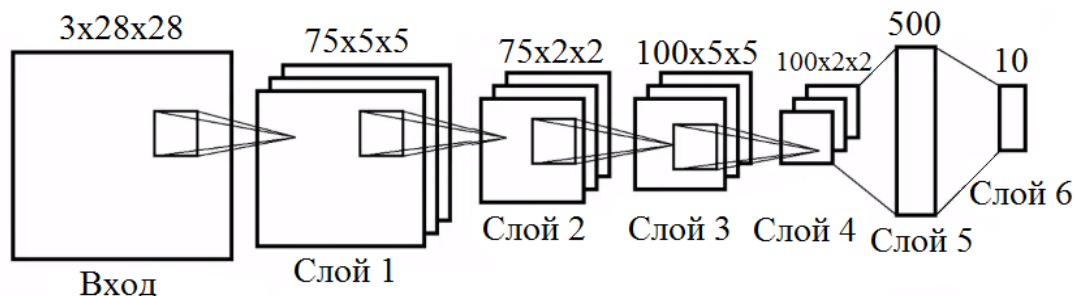 3x28x28
75x5x5
75x2x2
100x5x5
100x2x2
500
10
Вход
Слой 1
Слой 2
Слой 3
Слой 4
Слой 5
Слой 6